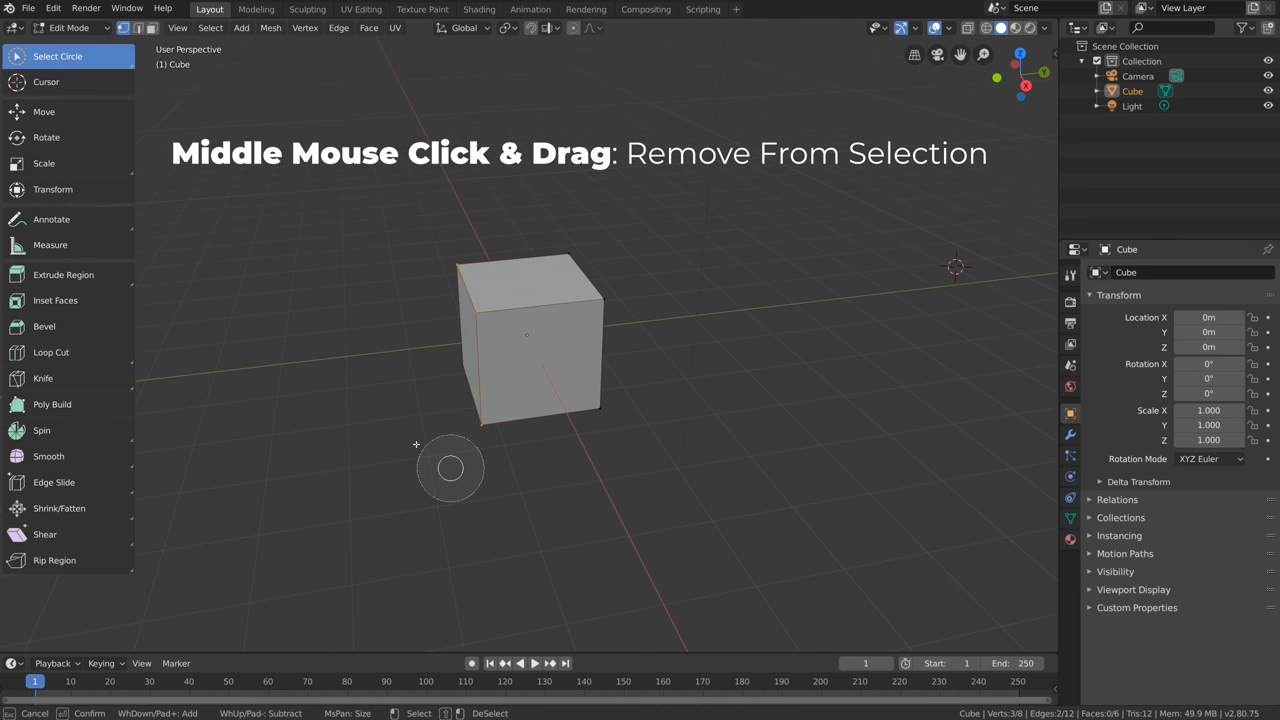 File Edit Render Window Help Layout Modeling Sculpting UV Editing Texture Paint Shading Animation Rendering Compositing Scripting Scene View Layer
Edit Mode View Select Add Mesh Vertex Edge Face UV Global
User Perspective
(1) Cube
Middle Mouse Click & Drag: Remove From Selection
Select Circle
Cursor
Move
Rotate
Scale
Transform
Annotate
Measure
Extrude Region
Inset Faces
Bevel
Loop Cut
Knife
Poly Build
Spin
Smooth
Edge Slide
Shrink/Fatten
Shear
Rip Region
Z
Y
X
Scene Collection
Collection
Camera
Cube
Light
Cube
Cube
Transform
Location X 0m
Y 0m
Z 0m
Rotation X 0°
Y 0°
Z 0°
Scale X 1.000
Y 1.000
Z 1.000
Rotation Mode XYZ Euler
Delta Transform
Relations
Collections
Instancing
Motion Paths
Visibility
Viewport Display
Custom Properties
Playback Keying View Marker 1 Start: 1 End: 250
1 10 20 30 40 50 60 70 80 90 100 110 120 130 140 150 160 170 180 190 200 210 220 230 240 250
Cancel Confirm WhDown/Pad+: Add WhUp/Pad-: Subtract MsPan: Size Select DeSelect Cube | Verts:3/8 | Edges:2/12 | Faces:0/6 | Tris:12 | Mem: 49.9 MB | v2.80.75